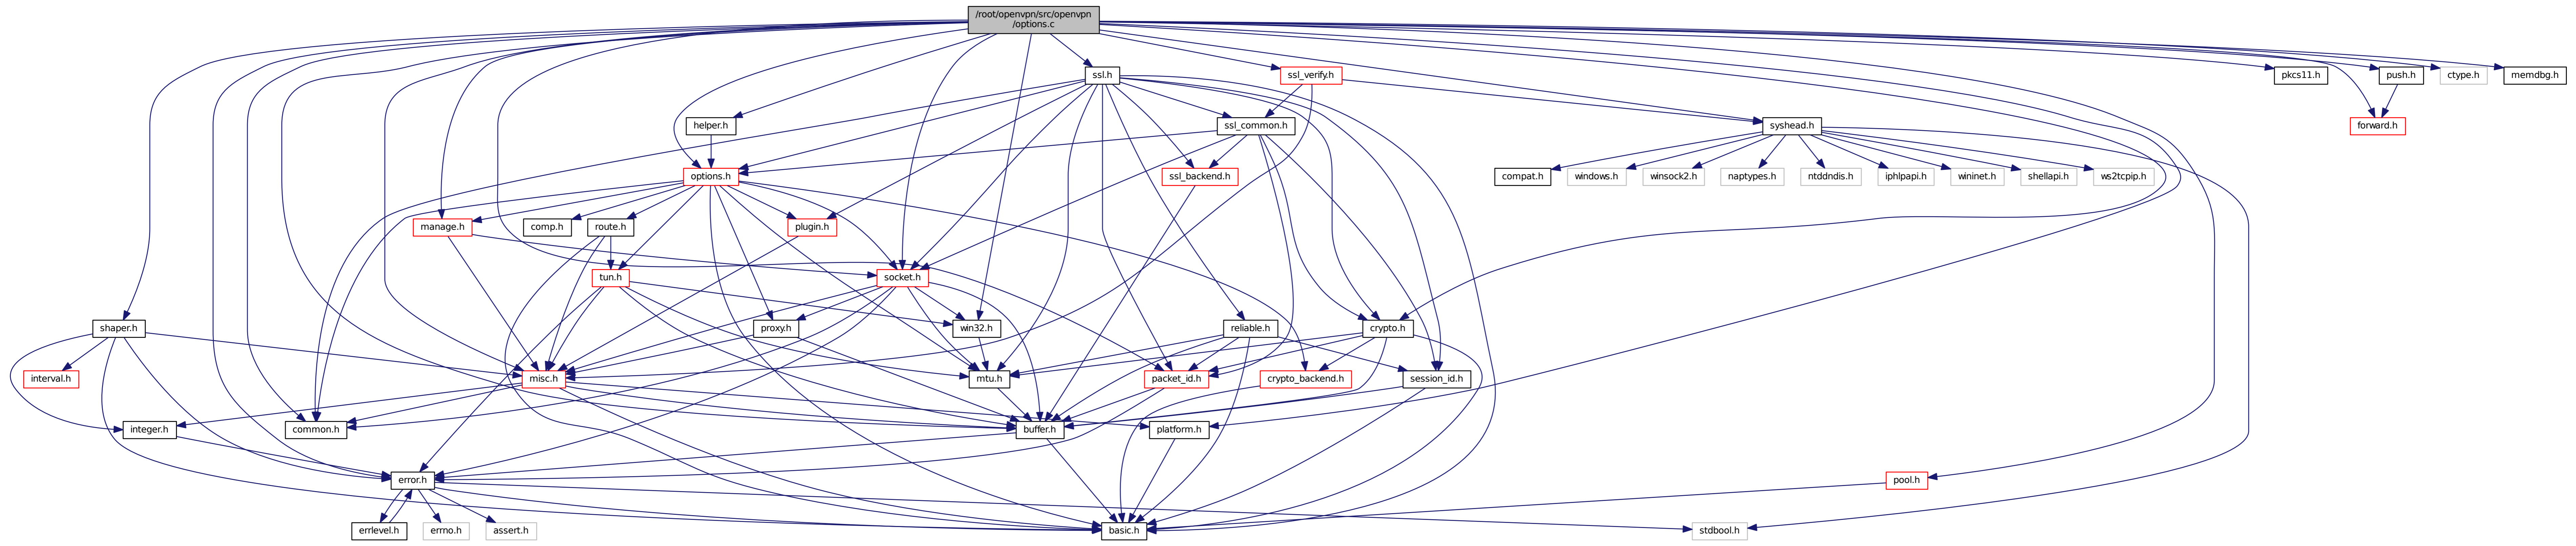 /root/openvpn/src/openvpn
/options.c
ssl.h
ssl_verify.h
pkcs11.h
push.h
ctype.h
memdbg.h
helper.h
ssl_common.h
syshead.h
forward.h
options.h
ssl_backend.h
compat.h
windows.h
winsock2.h
naptypes.h
ntddndis.h
iphlpapi.h
wininet.h
shellapi.h
ws2tcpip.h
manage.h
comp.h
route.h
plugin.h
tun.h
socket.h
shaper.h
proxy.h
win32.h
reliable.h
crypto.h
interval.h
misc.h
mtu.h
packet_id.h
crypto_backend.h
session_id.h
integer.h
common.h
buffer.h
platform.h
error.h
pool.h
errlevel.h
errno.h
assert.h
basic.h
stdbool.h